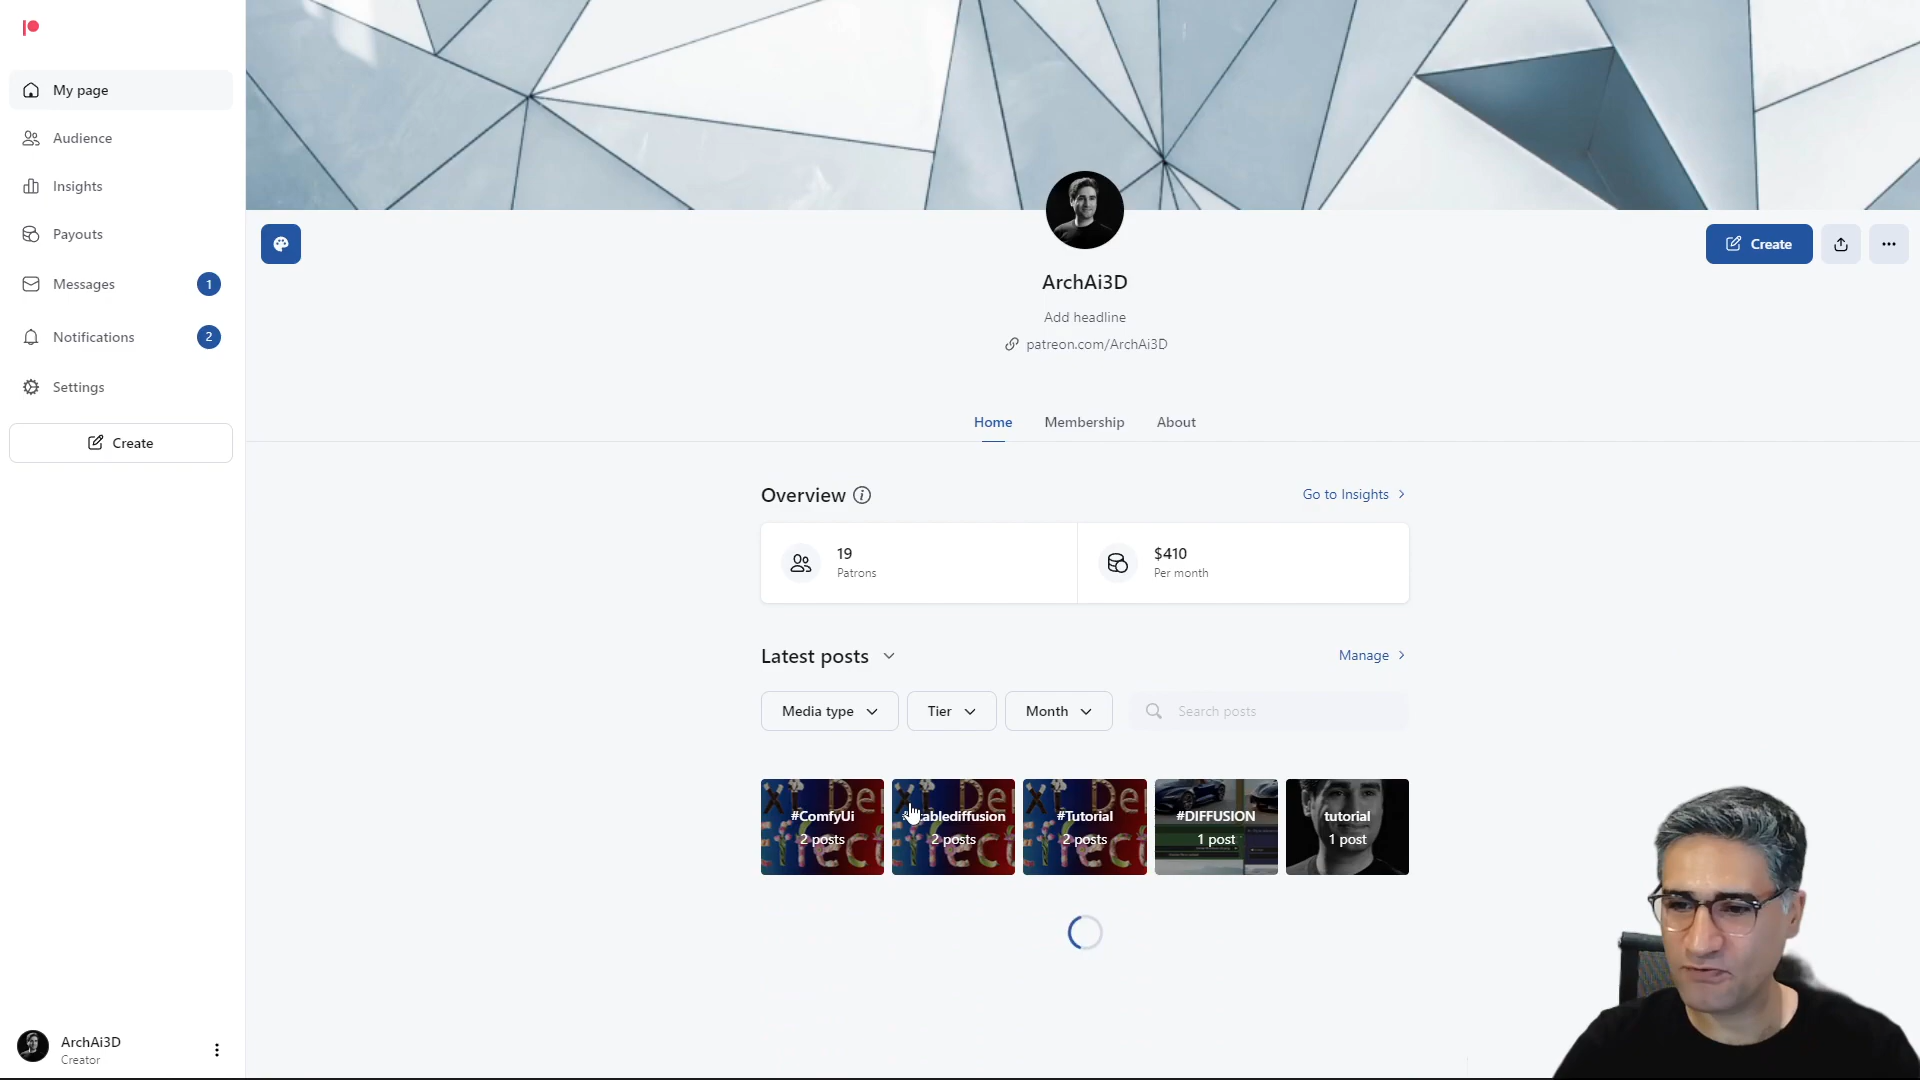 My page
Audience
Insights
Payouts
Messages
1
Notifications
2
Settings
Create
Create
ArchAi3D
Add headline
patreon.com/ArchAi3D
Home
Membership
About
Overview
Go to Insights
19
Patrons
$410
Per month
Latest posts
Manage
Media type
Tier
Month
Search posts
#ComfyUi
2 posts
2 posts
#Tutorial
2 posts
#DIFFUSION
1 post
tutorial
1 post
ArchAi3D
Creator